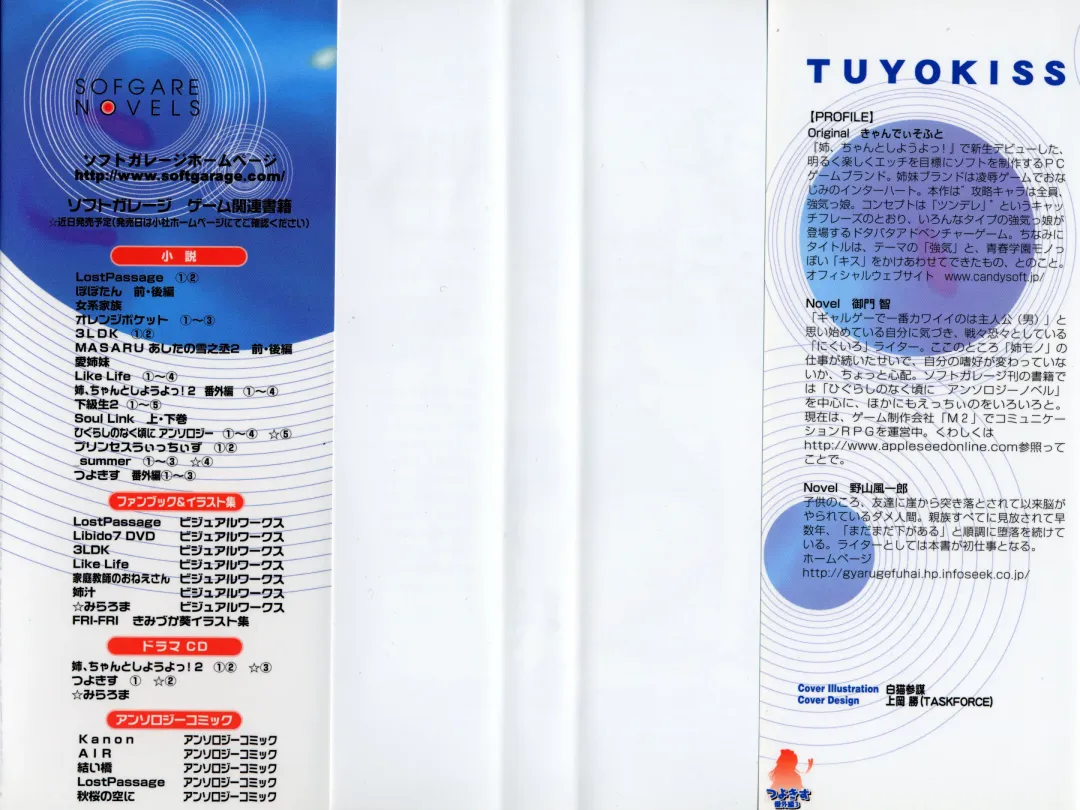 SOFGARE
NOVELS
ソフトガレージホームページ
http://www.softgarage.com/
ソフトガレージ　ゲーム関連書籍
☆近日発売予定(発売日は小社ホームページにてご確認ください)
小　説
LostPassage　①②
ぽぽたん　前・後編
女系家族
オレンジポケット　①～③
3LDK　①②
MASARU あしたの雪之丞2　前・後編
愛姉妹
Like Life　①～④
姉、ちゃんとしようよっ！2　番外編　①～④
下級生2　①～⑤
Soul Link　上・下巻
ひぐらしのなく頃に アンソロジー　①～④　☆⑤
プリンセスうぃっちぃず　①②
_summer　①～③　☆④
つよきす　番外編①～③
ファンブック&イラスト集
LostPassage　ビジュアルワークス
Libido7 DVD　ビジュアルワークス
3LDK　ビジュアルワークス
Like Life　ビジュアルワークス
家庭教師のおねえさん　ビジュアルワークス
姉汁　ビジュアルワークス
☆みらろま　ビジュアルワークス
FRI-FRI　きみづか葵イラスト集
ドラマ CD
姉、ちゃんとしようよっ！2　①②　☆③
つよきす　①　☆②
☆みらろま
アンソロジーコミック
Kanon　アンソロジーコミック
AIR　アンソロジーコミック
結い橋　アンソロジーコミック
LostPassage　アンソロジーコミック
秋桜の空に　アンソロジーコミック
TUYOKISS
【PROFILE】
Original　きゃんでぃそふと
『姉、ちゃんとしようよっ！』で新生デビューした、
明るく楽しくエッチを目標にソフトを制作するPC
ゲームブランド。姉妹ブランドは凌辱ゲームでおな
じみのインターハート。本作は“攻略キャラは全員、
強気っ娘。コンセプトは「ツンデレ」”というキャッ
チフレーズのとおり、いろんなタイプの強気っ娘が
登場するドタバタアドベンチャーゲーム。ちなみに
タイトルは、テーマの「強気」と、青春学園モノっ
ぽい「キス」をかけあわせてできたもの、とのこと。
オフィシャルウェブサイト　www.candysoft.jp/
Novel　御門 智
「ギャルゲーで一番カワイイのは主人公（男）」と
思い始めている自分に気づき、戦々恐々としている
「にくいろ」ライター。ここのところ「姉モノ」の
仕事が続いたせいで、自分の嗜好が変わっていな
いか、ちょっと心配。ソフトガレージ刊の書籍で
は「ひぐらしのなく頃に　アンソロジーノベル」
を中心に、ほかにもえっちぃのをいろいろと。
現在は、ゲーム制作会社「M2」でコミュニケー
ションRPGを運営中。くわしくは
http://www.appleseedonline.com参照って
ことで。
Novel　野山風一郎
子供のころ、友達に崖から突き落とされて以来脳が
やられているダメ人間。親族すべてに見放されて早
数年、「まだまだ下がある」と順調に堕落を続けて
いる。ライターとしては本書が初仕事となる。
ホームページ
http://gyarugefuhai.hp.infoseek.co.jp/
Cover Illustration　白猫参謀
Cover Design　上岡 勝(TASKFORCE)
つよきす
番外編3